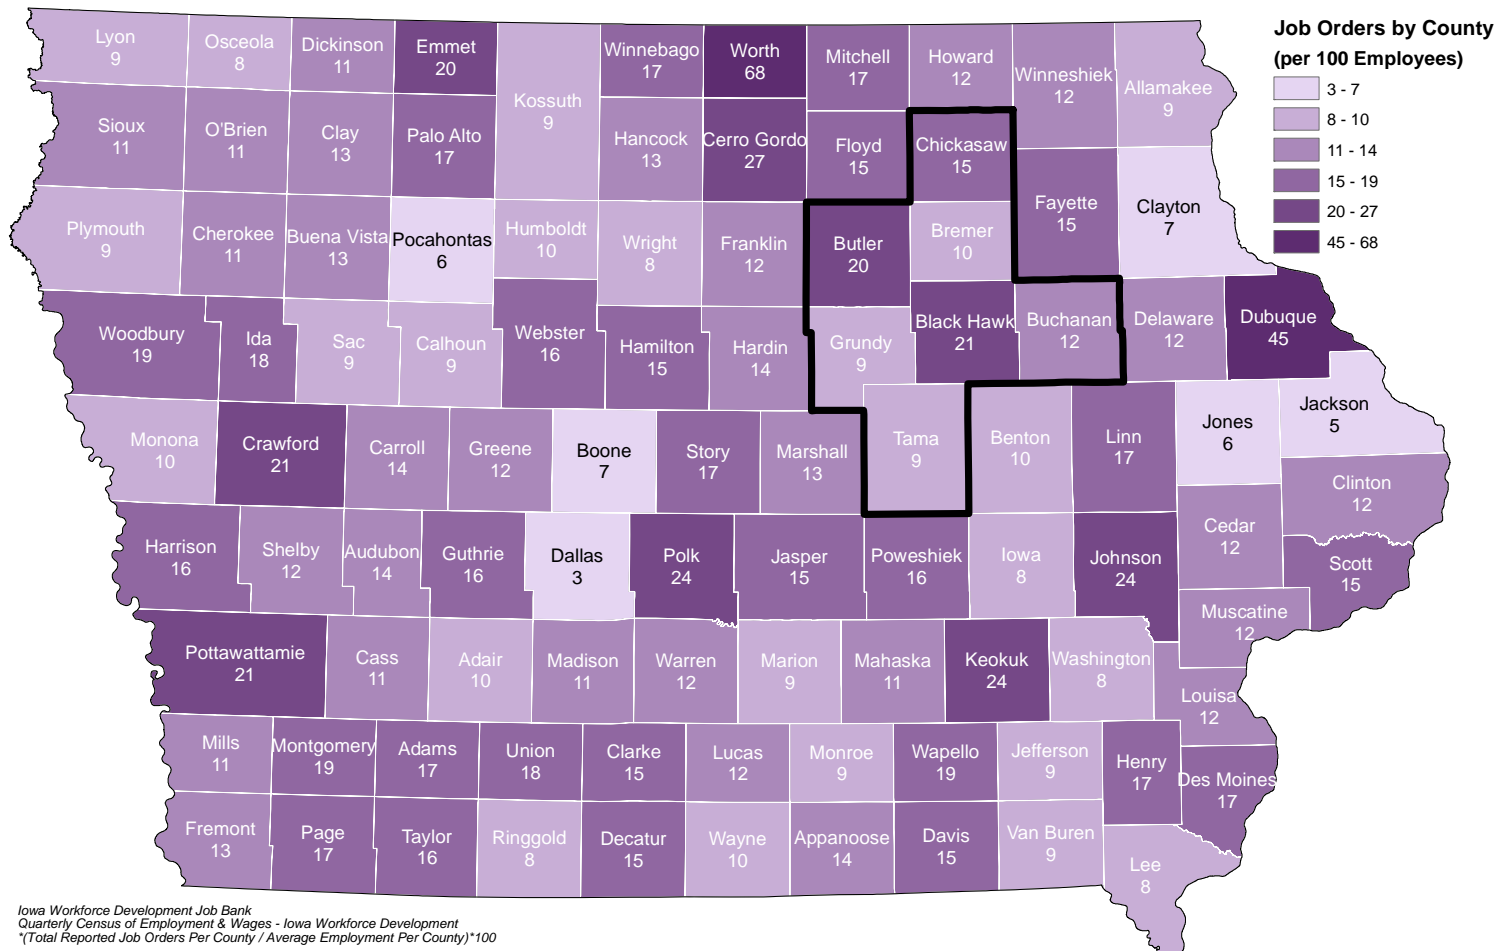 Job Orders by County
(per 100 Employees)
3 - 7
8 - 10
11 - 14
15 - 19
20 - 27
45 - 68
Lyon
9
Osceola
8
Dickinson
11
Emmet
20
Kossuth
9
Winnebago
17
Worth
68
Mitchell
17
Howard
12
Winneshiek
12
Allamakee
9
Sioux
11
O'Brien
11
Clay
13
Palo Alto
17
Hancock
13
Cerro Gordo
27
Floyd
15
Chickasaw
15
Fayette
15
Clayton
7
Plymouth
9
Cherokee
11
Buena Vista
13
Pocahontas
6
Humboldt
10
Wright
8
Franklin
12
Butler
20
Bremer
10
Woodbury
19
Ida
18
Sac
9
Calhoun
9
Webster
16
Hamilton
15
Hardin
14
Grundy
9
Black Hawk
21
Buchanan
12
Delaware
12
Dubuque
45
Monona
10
Crawford
21
Carroll
14
Greene
12
Boone
7
Story
17
Marshall
13
Tama
9
Benton
10
Linn
17
Jones
6
Jackson
5
Clinton
12
Harrison
16
Shelby
12
Audubon
14
Guthrie
16
Dallas
3
Polk
24
Jasper
15
Poweshiek
16
Iowa
8
Johnson
24
Cedar
12
Scott
15
Muscatine
12
Pottawattamie
21
Cass
11
Adair
10
Madison
11
Warren
12
Marion
9
Mahaska
11
Keokuk
24
Washington
8
Louisa
12
Mills
11
Montgomery
19
Adams
17
Union
18
Clarke
15
Lucas
12
Monroe
9
Wapello
19
Jefferson
9
Henry
17
Des Moines
17
Fremont
13
Page
17
Taylor
16
Ringgold
8
Decatur
15
Wayne
10
Appanoose
14
Davis
15
Van Buren
9
Lee
8
Iowa Workforce Development Job Bank
Quarterly Census of Employment & Wages - Iowa Workforce Development
*(Total Reported Job Orders Per County / Average Employment Per County)*100